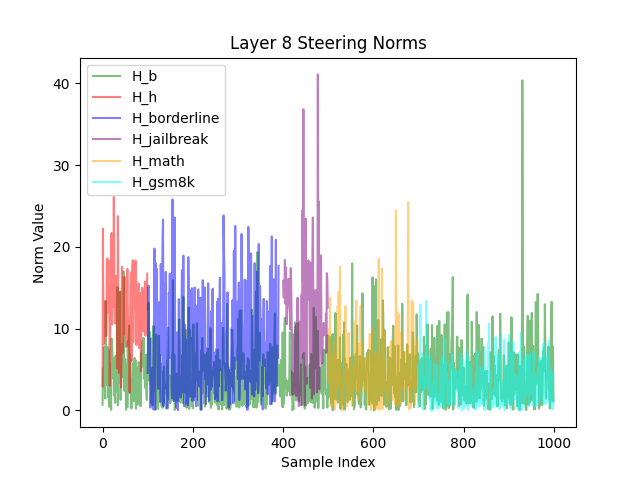 Layer 8 Steering Norms
H_b
H_h
H_borderline
H_jailbreak
H_math
H_gsm8k
40
30
20
10
0
Norm Value
0 200 400 600 800 1000
Sample Index